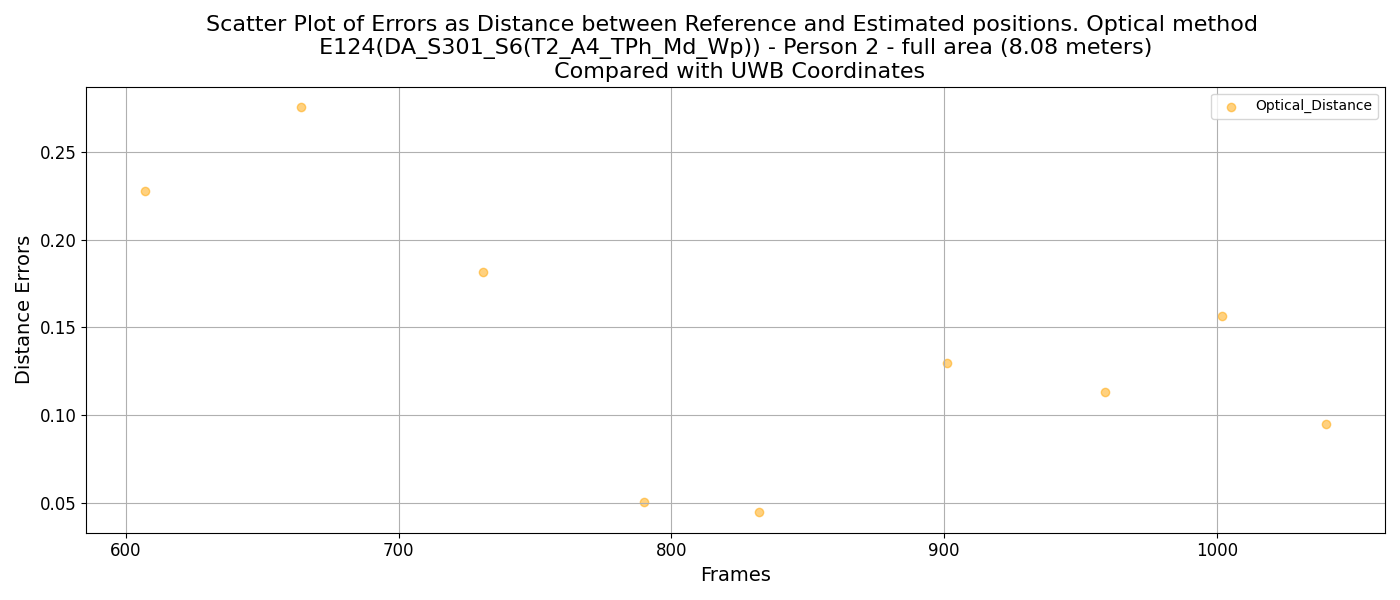 Scatter Plot of Errors as Distance between Reference and Estimated positions. Optical method
E124(DA_S301_S6(T2_A4_TPh_Md_Wp)) - Person 2 - full area (8.08 meters)
Compared with UWB Coordinates
Optical_Distance
Distance Errors
0.25
0.20
0.15
0.10
0.05
600 700 800 900 1000
Frames